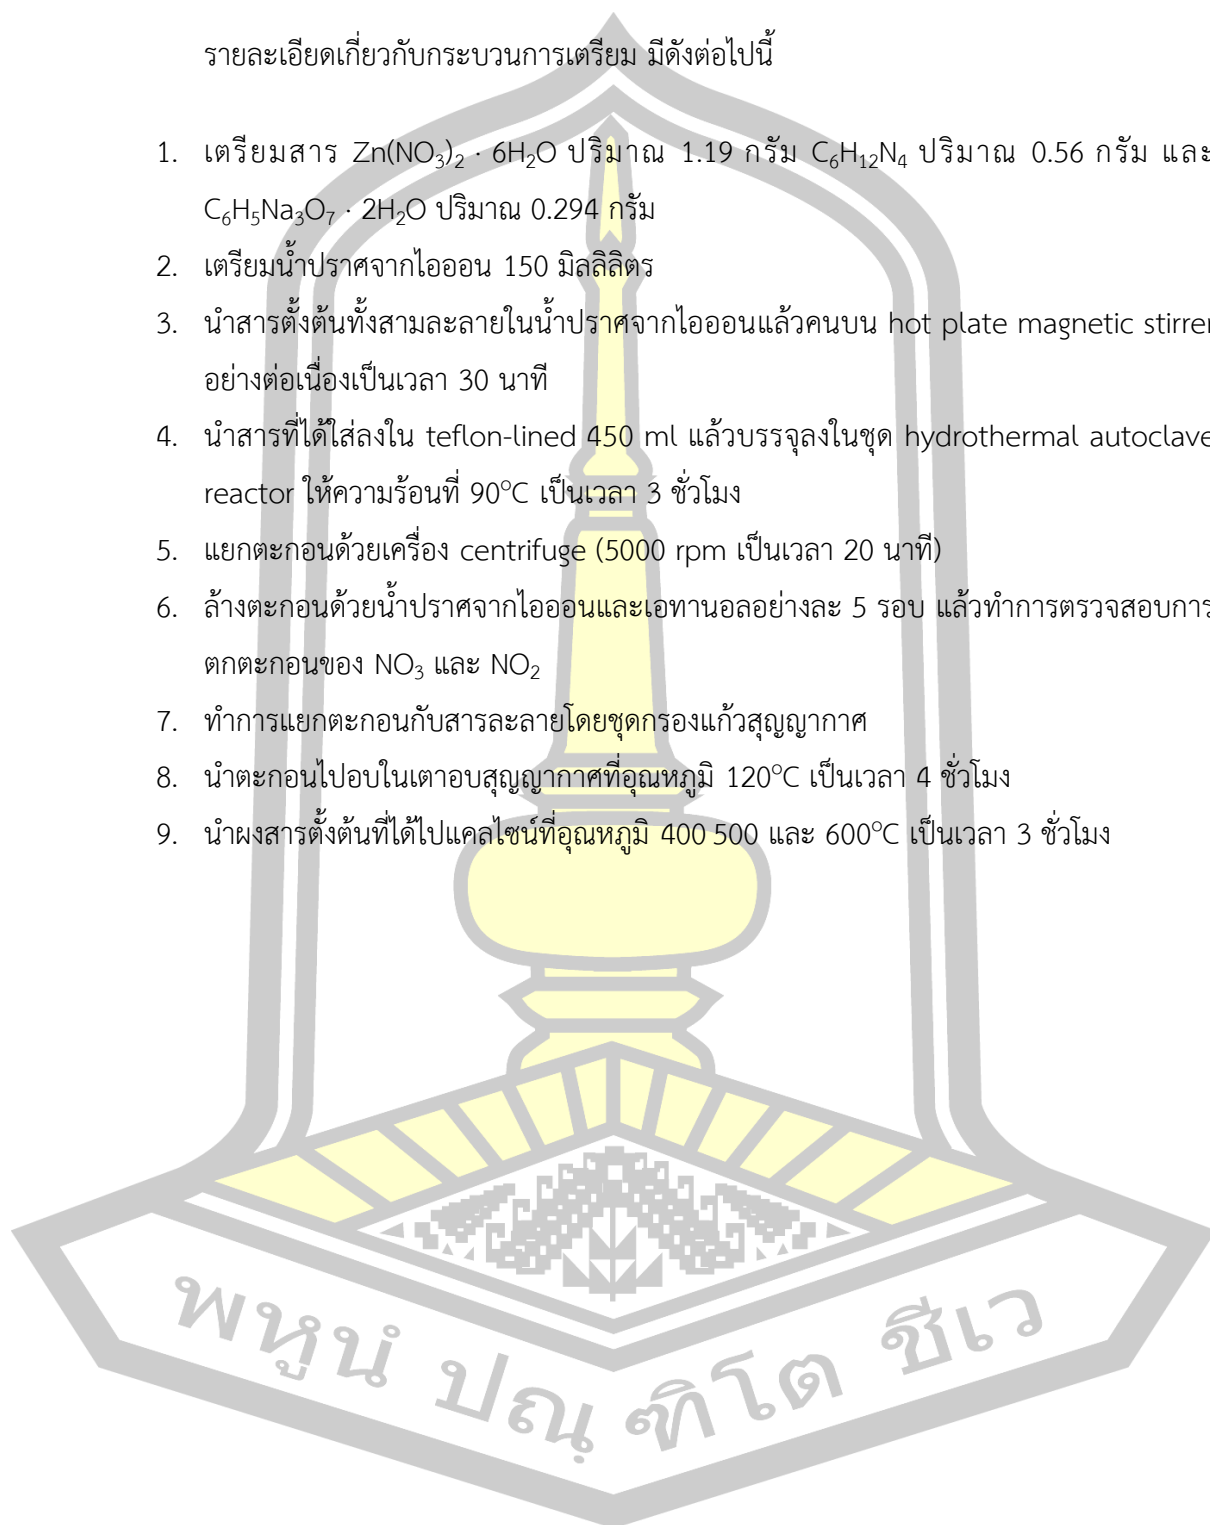 รายละเอียดเกี่ยวกับกระบวนการเตรียม มีดังต่อไปนี้
1. เตรียมสาร Zn(NO₃)₂ · 6H₂O ปริมาณ 1.19 กรัม C₆H₁₂N₄ ปริมาณ 0.56 กรัม และ
C₆H₅Na₃O₇ · 2H₂O ปริมาณ 0.294 กรัม
2. เตรียมน้ำปราศจากไอออน 150 มิลลิลิตร
3. นำสารตั้งต้นทั้งสามละลายในน้ำปราศจากไอออนแล้วคนบน hot plate magnetic stirrer
อย่างต่อเนื่องเป็นเวลา 30 นาที
4. นำสารที่ได้ใส่ลงใน teflon-lined 450 ml แล้วบรรจุลงในชุด hydrothermal autoclave
reactor ให้ความร้อนที่ 90°C เป็นเวลา 3 ชั่วโมง
5. แยกตะกอนด้วยเครื่อง centrifuge (5000 rpm เป็นเวลา 20 นาที)
6. ล้างตะกอนด้วยน้ำปราศจากไอออนและเอทานอลอย่างละ 5 รอบ แล้วทำการตรวจสอบการ
ตกตะกอนของ NO₃ และ NO₂
7. ทำการแยกตะกอนกับสารละลายโดยชุดกรองแก้วสุญญากาศ
8. นำตะกอนไปอบในเตาอบสุญญากาศที่อุณหภูมิ 120°C เป็นเวลา 4 ชั่วโมง
9. นำผงสารตั้งต้นที่ได้ไปแคลไซน์ที่อุณหภูมิ 400 500 และ 600°C เป็นเวลา 3 ชั่วโมง
พหูนํ ปณฺ ฑิโต ชีเว